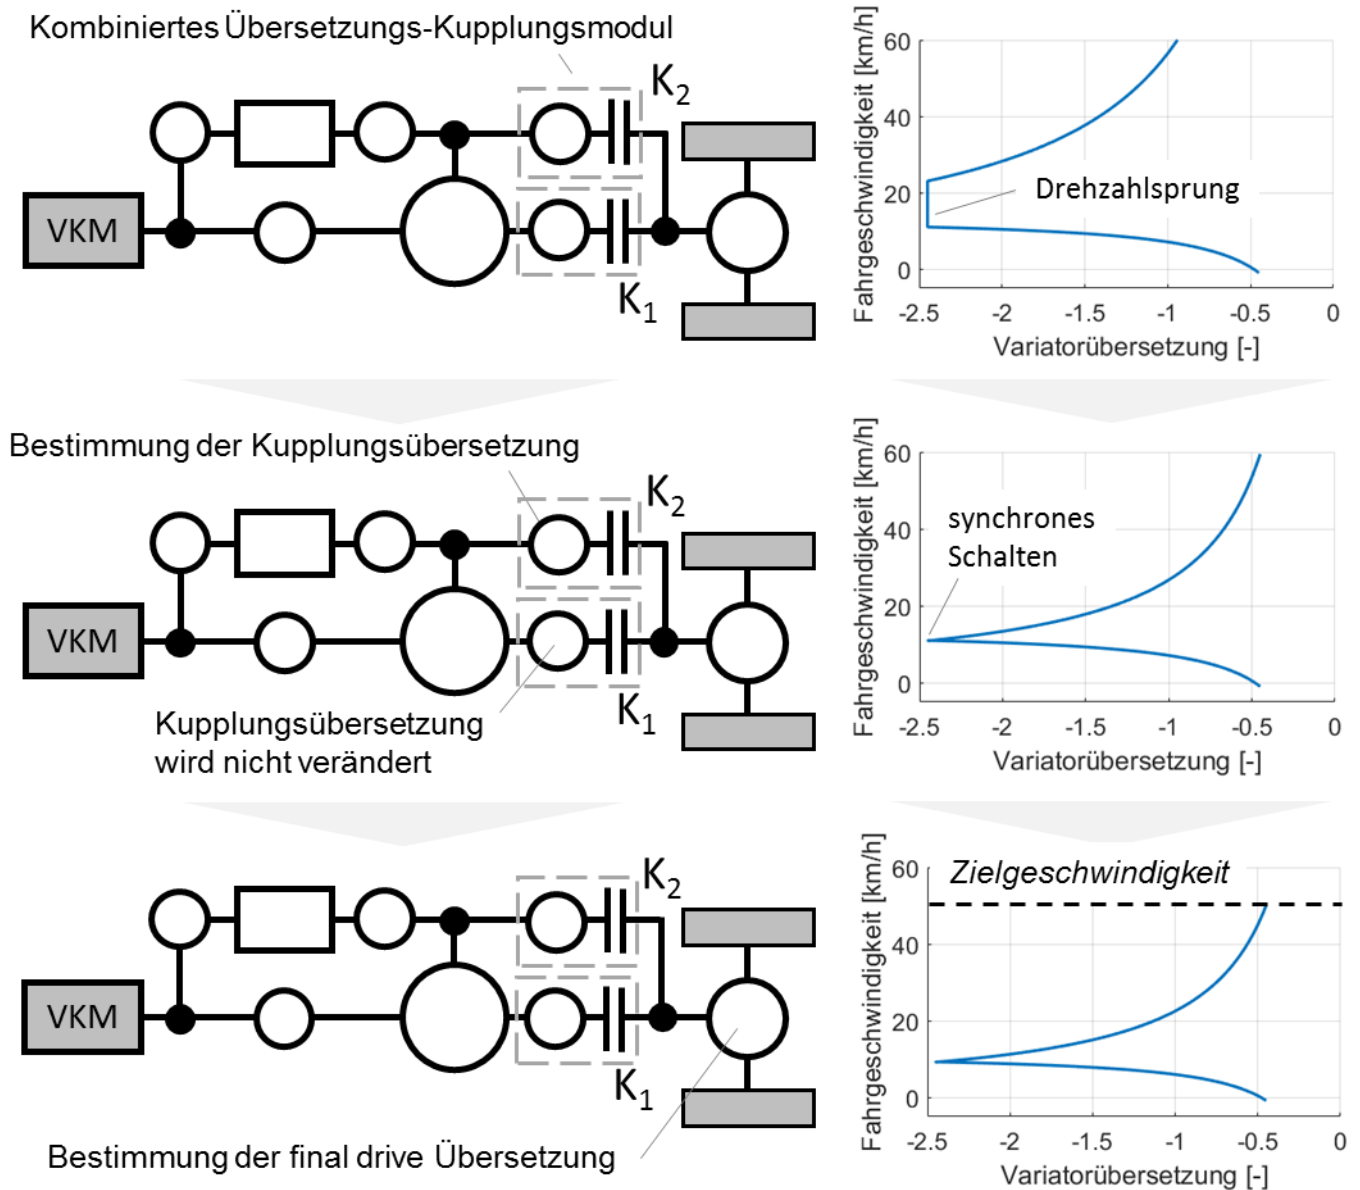 Kombiniertes Übersetzungs-Kupplungsmodul
K2
VKM
K1
Fahrgeschwindigkeit [km/h]
60
40
20
0
Drehzahlsprung
-2.5 -2 -1.5 -1 -0.5 0
Variatorübersetzung [-]
Bestimmung der Kupplungsübersetzung
K2
VKM
K1
Kupplungsübersetzung
wird nicht verändert
Fahrgeschwindigkeit [km/h]
60
40
20
0
synchrones
Schalten
-2.5 -2 -1.5 -1 -0.5 0
Variatorübersetzung [-]
K2
VKM
K1
Bestimmung der final drive Übersetzung
Fahrgeschwindigkeit [km/h]
60
40
20
0
Zielgeschwindigkeit
-2.5 -2 -1.5 -1 -0.5 0
Variatorübersetzung [-]